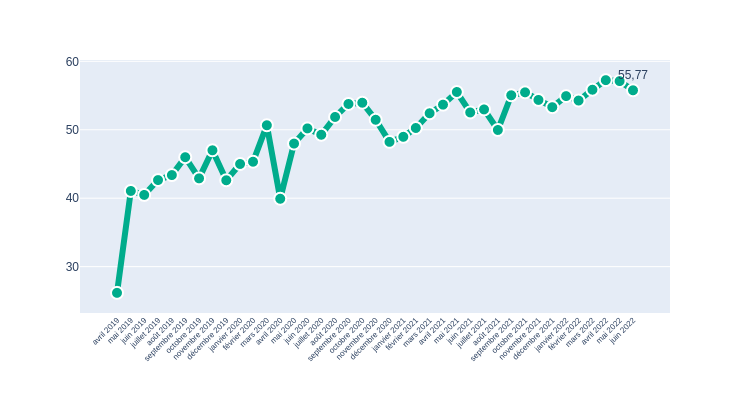 60
55,77
50
40
30
avril 2019
mai 2019
juin 2019
juillet 2019
août 2019
septembre 2019
octobre 2019
novembre 2019
décembre 2019
janvier 2020
février 2020
mars 2020
avril 2020
mai 2020
juin 2020
juillet 2020
août 2020
septembre 2020
octobre 2020
novembre 2020
décembre 2020
janvier 2021
février 2021
mars 2021
avril 2021
mai 2021
juin 2021
juillet 2021
août 2021
septembre 2021
octobre 2021
novembre 2021
décembre 2021
janvier 2022
février 2022
mars 2022
avril 2022
mai 2022
juin 2022